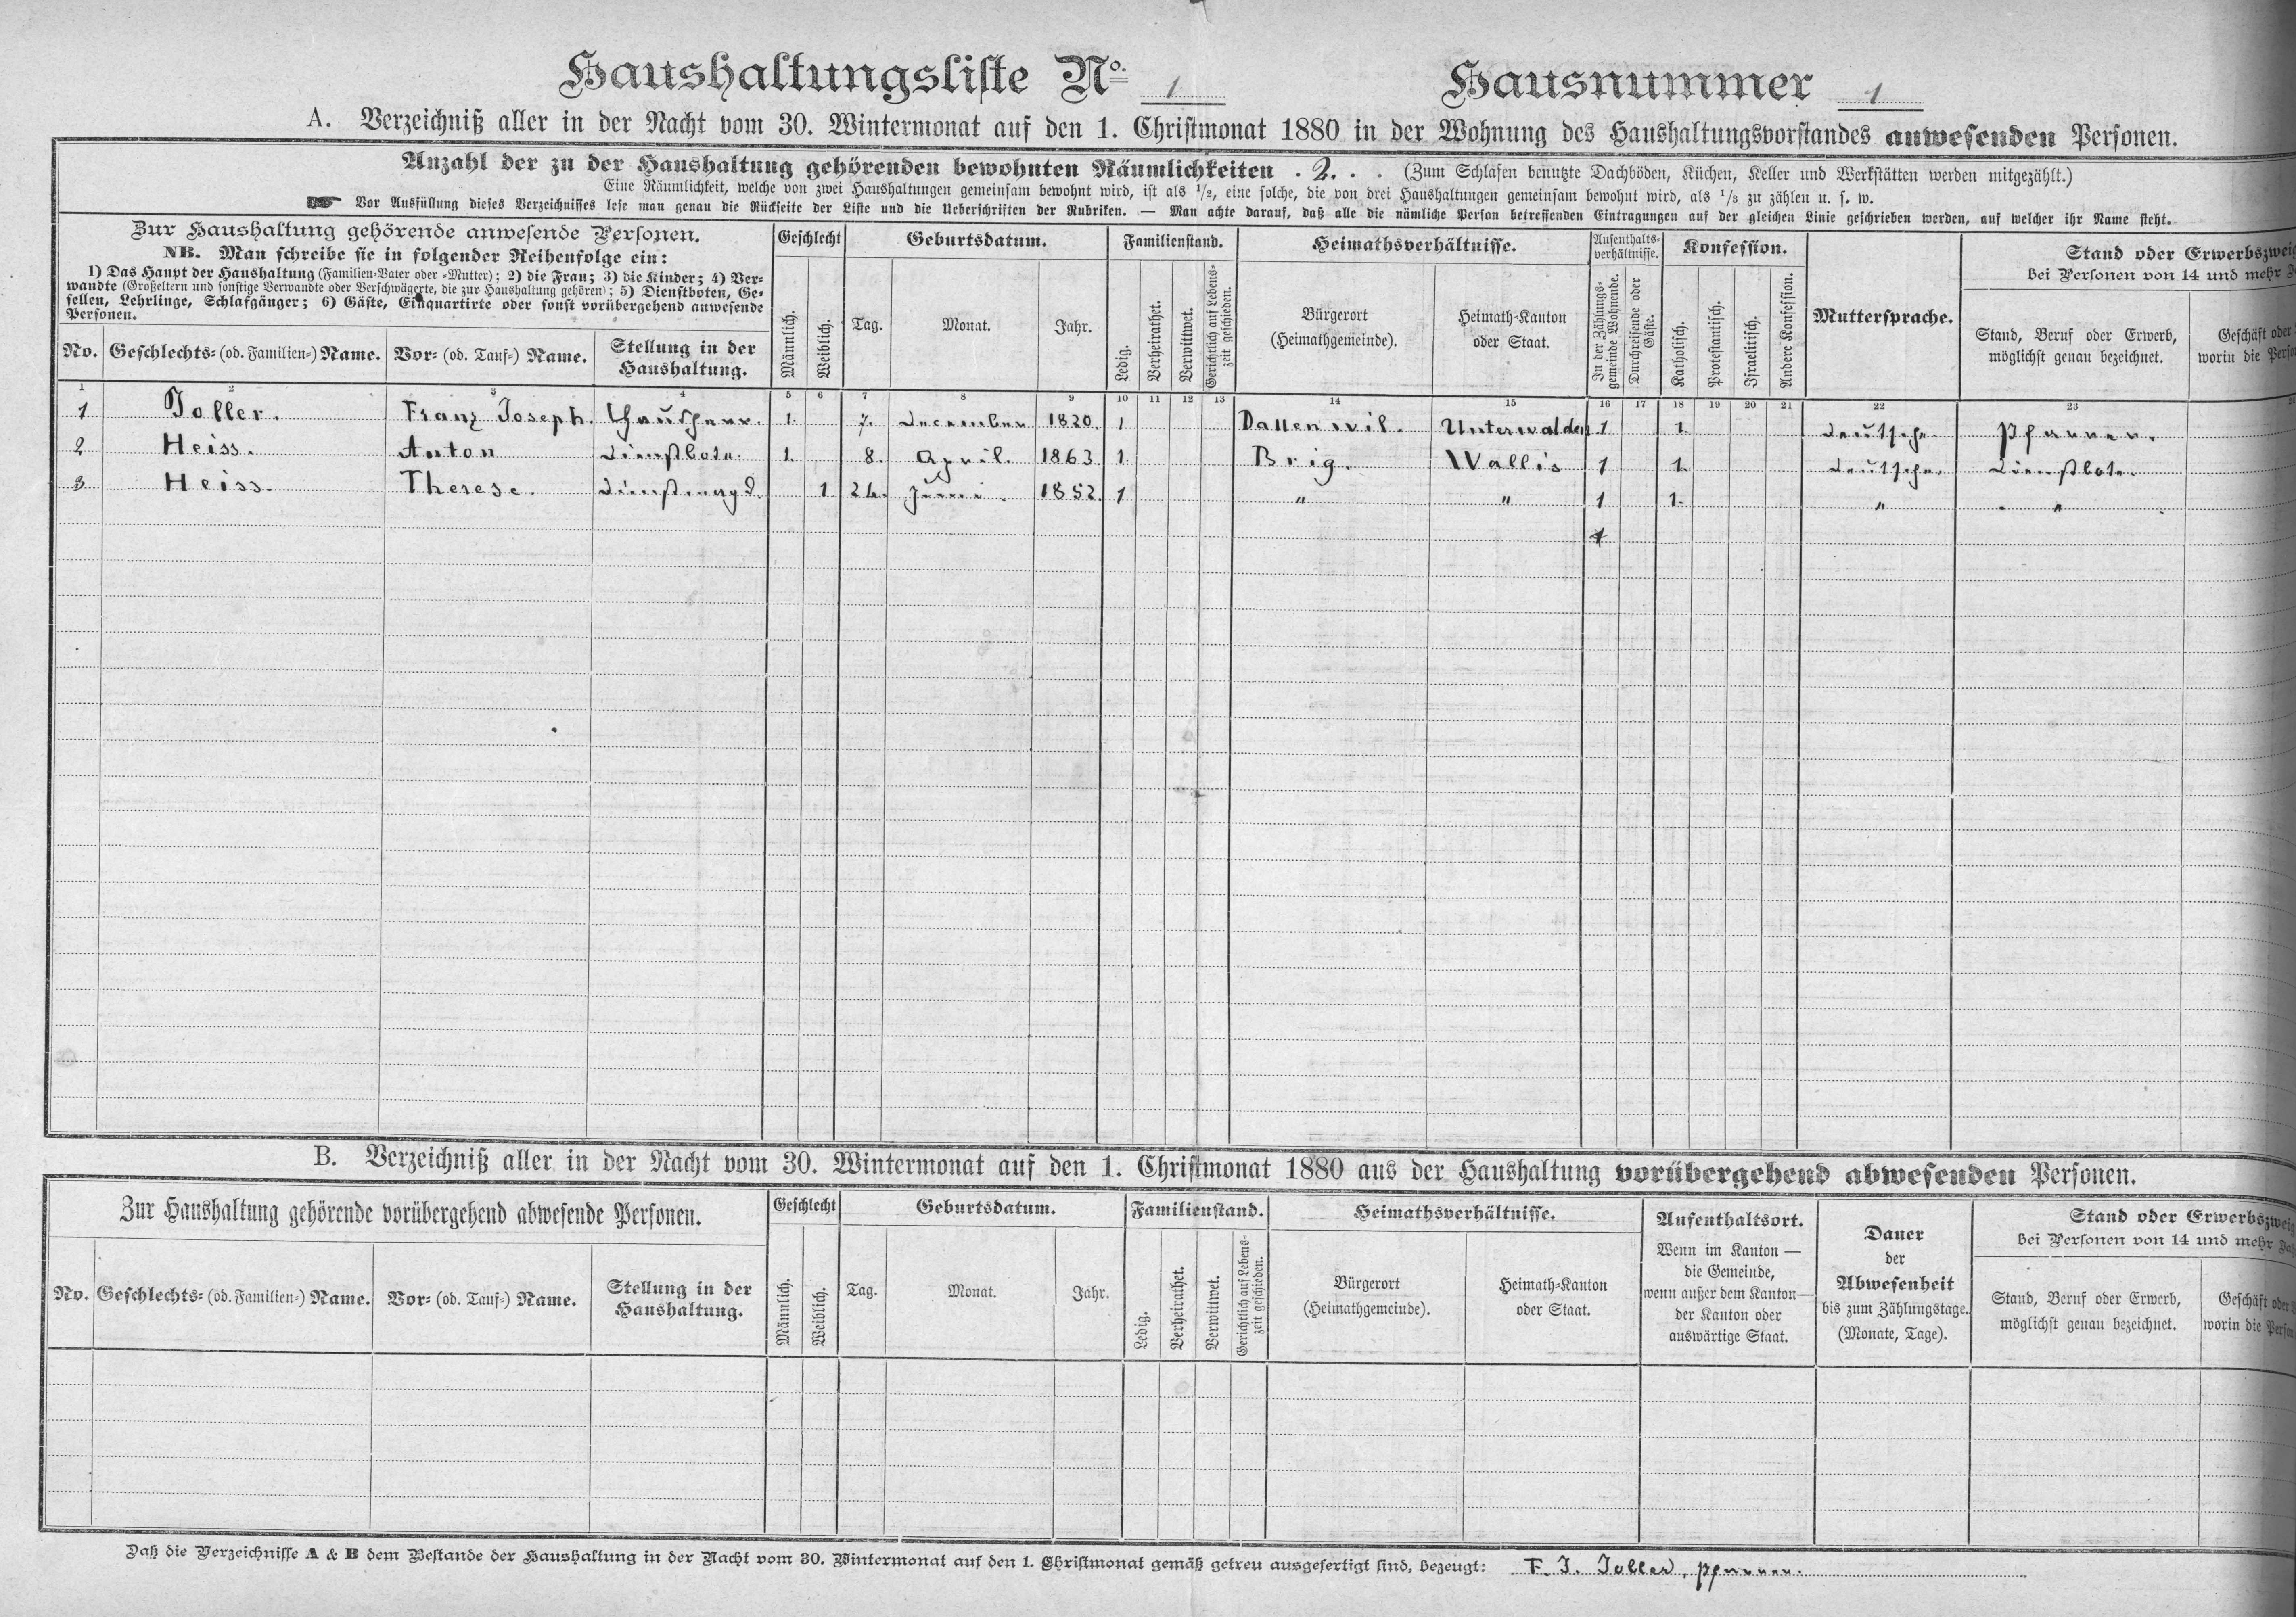 Haushaltungsliste No. 1 Hausnummer 1
A. Verzeichniß aller in der Nacht vom 30. Wintermonat auf den 1. Christmonat 1880 in der Wohnung des Haushaltungsvorstandes anwesenden Personen.
Anzahl der zu der Haushaltung gehörenden bewohnten Räumlichkeiten . 2. . . (Zum Schlafen benutzte Dachböden, Küchen, Keller und Werkstätten werden mitgezählt.)
Eine Räumlichkeit, welche von zwei Haushaltungen gemeinsam bewohnt wird, ist als 1/2, eine solche, die von drei Haushaltungen gemeinsam bewohnt wird, als 1/3 zu zählen u. s. w.
☛ Vor Ausfüllung dieses Verzeichnisses lese man genau die Rückseite der Liste und die Ueberschriften der Rubriken. — Man achte darauf, daß alle die nämliche Person betreffenden Eintragungen auf der gleichen Linie geschrieben werden, auf welcher ihr Name steht.
Zur Haushaltung gehörende anwesende Personen.
NB. Man schreibe sie in folgender Reihenfolge ein:
1) Das Haupt der Haushaltung (Familien-Vater oder -Mutter); 2) die Frau; 3) die Kinder; 4) Ver-
wandte (Großeltern und sonstige Verwandte oder Verschwägerte, die zur Haushaltung gehören); 5) Dienstboten, Ge-
sellen, Lehrlinge, Schlafgänger; 6) Gäste, Einquartirte oder sonst vorübergehend anwesende
Personen.
No. Geschlechts- (od. Familien-) Name. Vor- (od. Tauf-) Name. Stellung in der
Haushaltung.
Geschlecht
Männlich. Weiblich.
Geburtsdatum.
Tag. Monat. Jahr.
Familienstand.
Ledig. Verheirathet. Verwittwet. Gerichtlich auf Lebens-
zeit geschieden.
Heimathsverhältnisse.
Bürgerort
(Heimathgemeinde).
Heimath-Kanton
oder Staat.
Aufenthalts-
verhältnisse.
In der Zählungs-
gemeinde Wohnende.
Durchreisende oder
Gäste.
Konfession.
Katholisch. Protestantisch. Israelitisch. Andere Konfession.
Muttersprache.
Stand oder Erwerbszweig
bei Personen von 14 und mehr
Stand, Beruf oder Erwerb,
möglichst genau bezeichnet.
Geschäft oder
worin die
1 2 3 4 5 6 7 8 9 10 11 12 13 14 15 16 17 18 19 20 21 22 23
1 Joller. Franz Joseph. Hausherr. 1. 7. December 1820. 1 Dallenwil. Unterwalden 1 1. Deutsche Pfarrer.
2 Heiss. Anton Dienstbote. 1. 8. April. 1863. 1. Brig. Wallis 1 1. Deutsche. Dienstbote.
3 Heiss. Therese. Dienstmagd. 1 24. Juni. 1852. 1 " " 1 1. " "
B. Verzeichniß aller in der Nacht vom 30. Wintermonat auf den 1. Christmonat 1880 aus der Haushaltung vorübergehend abwesenden Personen.
Zur Haushaltung gehörende vorübergehend abwesende Personen.
No. Geschlechts- (od. Familien-) Name. Vor- (od. Tauf-) Name. Stellung in der
Haushaltung.
Geschlecht
Männlich. Weiblich.
Geburtsdatum.
Tag. Monat. Jahr.
Familienstand.
Ledig. Verheirathet. Verwittwet. Gerichtlich auf Lebens-
zeit geschieden.
Heimathsverhältnisse.
Bürgerort
(Heimathgemeinde).
Heimath-Kanton
oder Staat.
Aufenthaltsort.
Wenn im Kanton —
die Gemeinde,
wenn außer dem Kanton—
der Kanton oder
auswärtige Staat.
Dauer
der
Abwesenheit
bis zum Zählungstage.
(Monate, Tage).
Stand oder Erwerbszweig
bei Personen von 14 und mehr
Stand, Beruf oder Erwerb,
möglichst genau bezeichnet.
Geschäft oder
worin die
Daß die Verzeichnisse A & B dem Bestande der Haushaltung in der Nacht vom 30. Wintermonat auf den 1. Christmonat gemäß getreu ausgefertigt sind, bezeugt: F. J. Joller, Pfarrer.